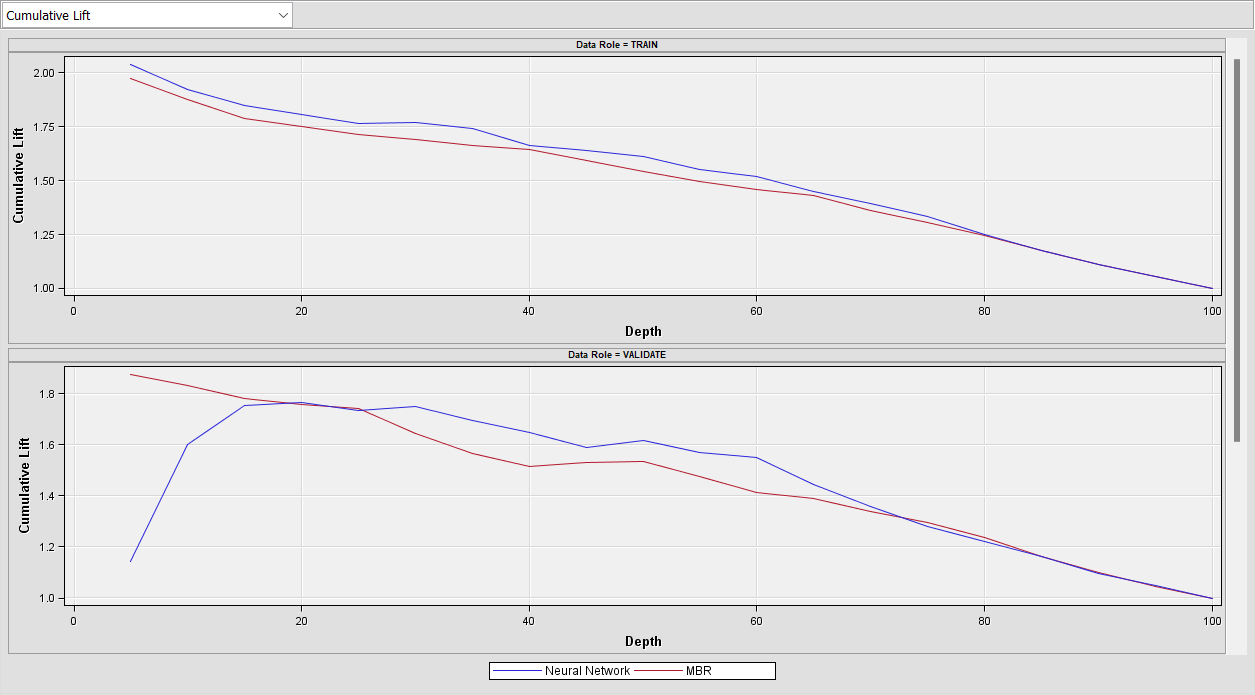 Cumulative Lift
Data Role = TRAIN
Cumulative Lift
2.00
1.75
1.50
1.25
1.00
0 20 40 60 80 100
Depth
Data Role = VALIDATE
Cumulative Lift
1.8
1.6
1.4
1.2
1.0
0 20 40 60 80 100
Depth
Neural Network MBR